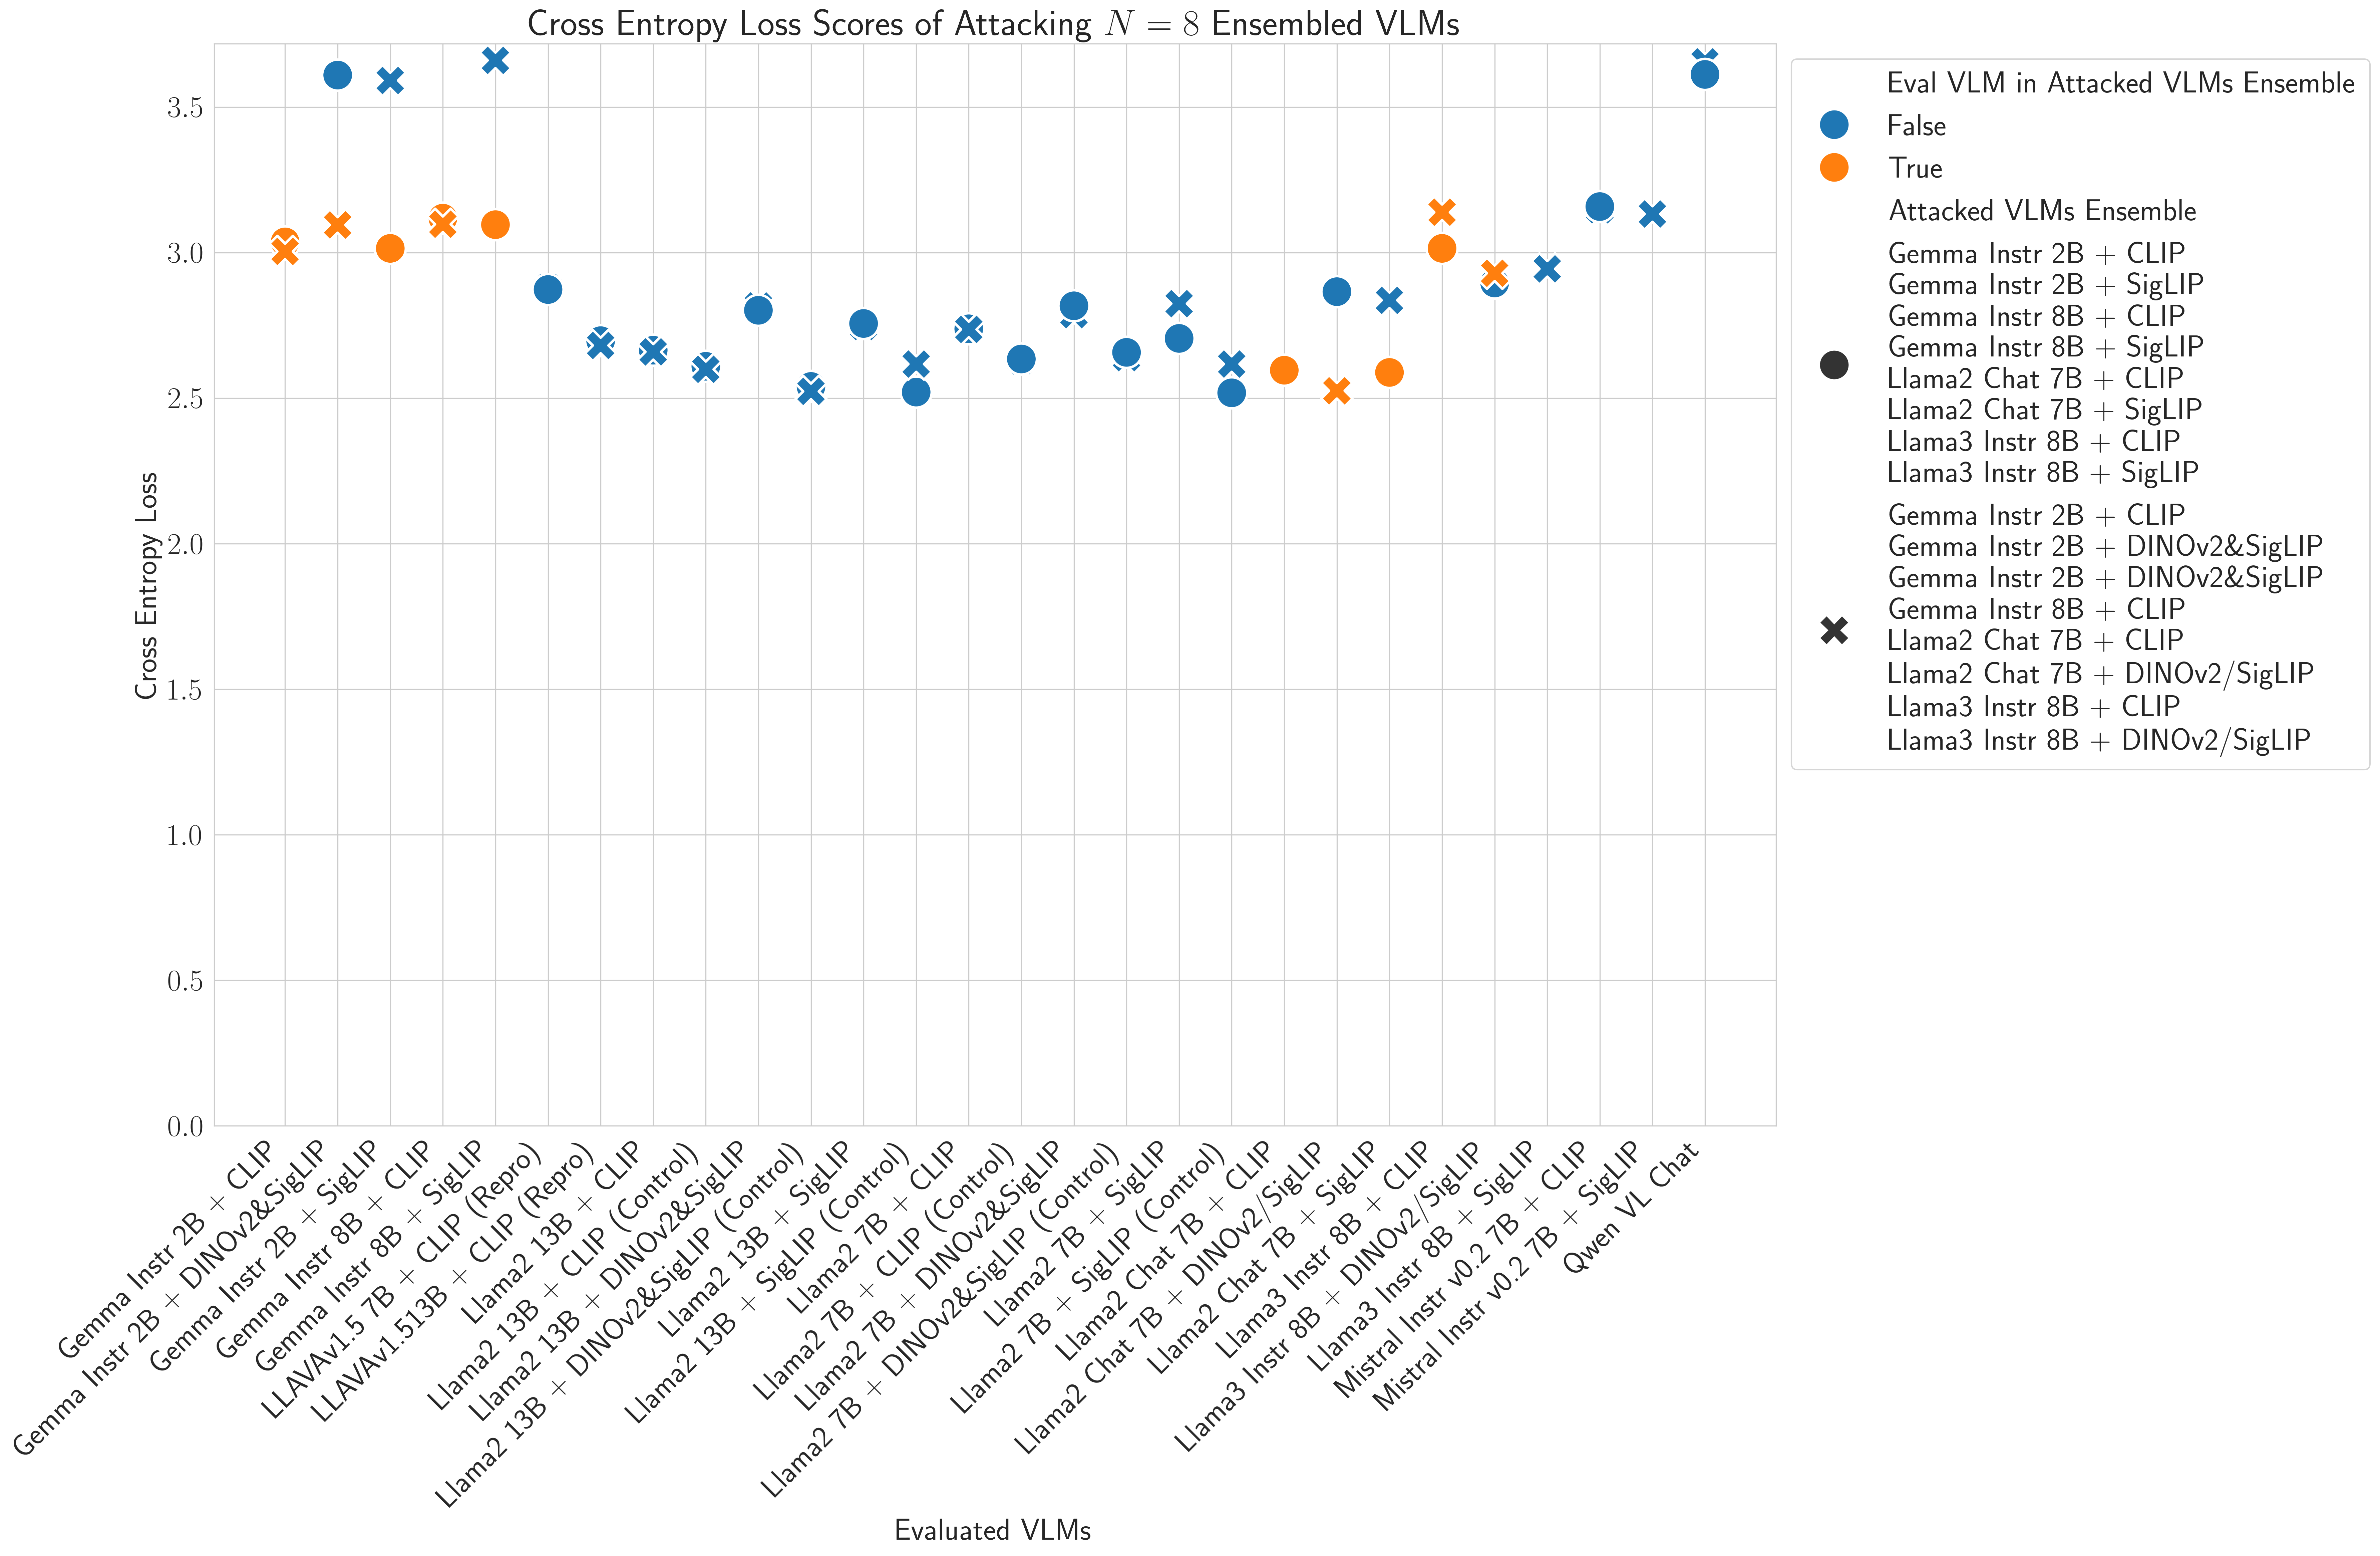 Cross Entropy Loss Scores of Attacking N = 8 Ensembled VLMs
Cross Entropy Loss
3.5
3.0
2.5
2.0
1.5
1.0
0.5
0.0
Gemma Instr 2B + CLIP
Gemma Instr 2B + DINOv2&SigLIP
Gemma Instr 2B + SigLIP
Gemma Instr 8B + CLIP
Gemma Instr 8B + SigLIP
LLAVAv1.5 7B + CLIP (Repro)
LLAVAv1.513B + CLIP (Repro)
Llama2 13B + CLIP
Llama2 13B + CLIP (Control)
Llama2 13B + DINOv2&SigLIP
Llama2 13B + DINOv2&SigLIP (Control)
Llama2 13B + SigLIP
Llama2 13B + SigLIP (Control)
Llama2 7B + CLIP
Llama2 7B + CLIP (Control)
Llama2 7B + DINOv2&SigLIP
Llama2 7B + DINOv2&SigLIP (Control)
Llama2 7B + SigLIP
Llama2 7B + SigLIP (Control)
Llama2 Chat 7B + CLIP
Llama2 Chat 7B + DINOv2/SigLIP
Llama2 Chat 7B + SigLIP
Llama3 Instr 8B + CLIP
Llama3 Instr 8B + DINOv2/SigLIP
Llama3 Instr 8B + SigLIP
Mistral Instr v0.2 7B + CLIP
Mistral Instr v0.2 7B + SigLIP
Qwen VL Chat
Evaluated VLMs
Eval VLM in Attacked VLMs Ensemble
False
True
Attacked VLMs Ensemble
Gemma Instr 2B + CLIP
Gemma Instr 2B + SigLIP
Gemma Instr 8B + CLIP
Gemma Instr 8B + SigLIP
Llama2 Chat 7B + CLIP
Llama2 Chat 7B + SigLIP
Llama3 Instr 8B + CLIP
Llama3 Instr 8B + SigLIP
Gemma Instr 2B + CLIP
Gemma Instr 2B + DINOv2&SigLIP
Gemma Instr 2B + DINOv2&SigLIP
Gemma Instr 8B + CLIP
Llama2 Chat 7B + CLIP
Llama2 Chat 7B + DINOv2/SigLIP
Llama3 Instr 8B + CLIP
Llama3 Instr 8B + DINOv2/SigLIP